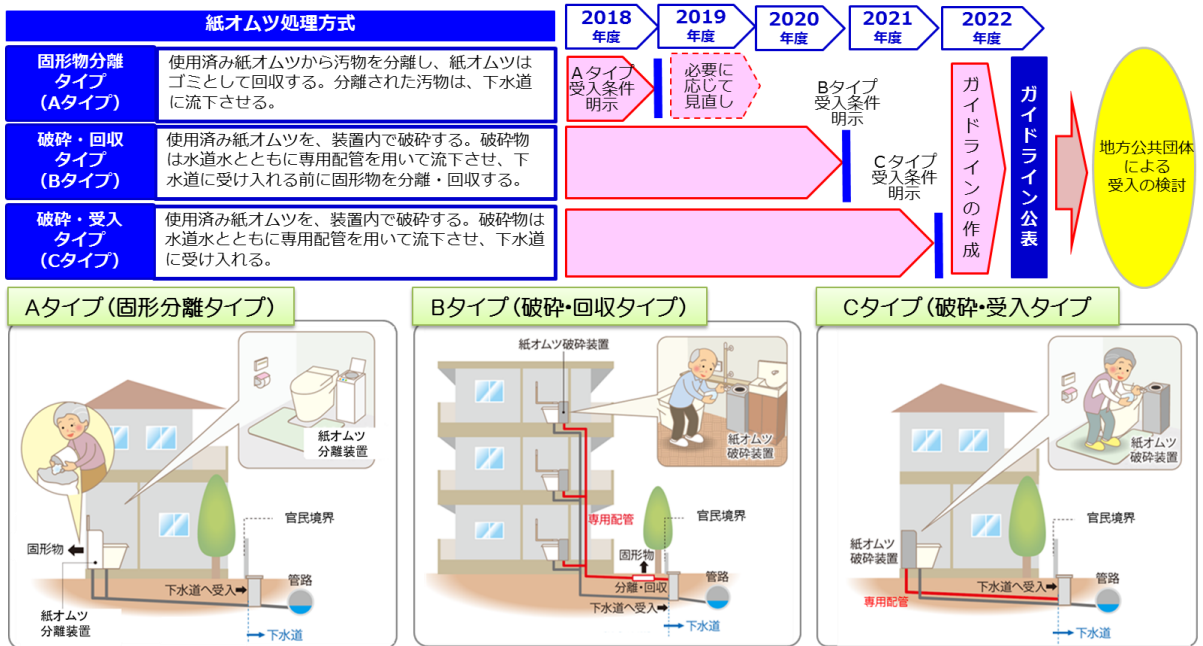 紙オムツ処理方式
2018
年度
2019
年度
2020
年度
2021
年度
2022
年度
固形物分離
タイプ
(Aタイプ)
使用済み紙オムツから汚物を分離し、紙オムツは
ゴミとして回収する。分離された汚物は、下水道
に流下させる。
Aタイプ
受入条件
明示
必要に
応じて
見直し
破砕・回収
タイプ
(Bタイプ)
使用済み紙オムツを、装置内で破砕する。破砕物
は水道水とともに専用配管を用いて流下させ、下
水道に受け入れる前に固形物を分離・回収する。
Bタイプ
受入条件
明示
破砕・受入
タイプ
(Cタイプ)
使用済み紙オムツを、装置内で破砕する。破砕物は
水道水とともに専用配管を用いて流下させ、下水道
に受け入れる。
Cタイプ
受入条件
明示
ガイドラインの作成
ガイドライン公表
地方公共団体
による
受入の検討
Aタイプ(固形分離タイプ)
紙オムツ
分離装置
官民境界
固形物
下水道へ受入
管路
紙オムツ
分離装置
下水道
Bタイプ(破砕・回収タイプ)
紙オムツ破砕装置
紙オムツ
破砕装置
専用配管
官民境界
固形物
分離・回収
管路
下水道へ受入
下水道
Cタイプ(破砕・受入タイプ
紙オムツ
破砕装置
官民境界
紙オムツ
破砕装置
下水道へ受入
管路
専用配管
下水道